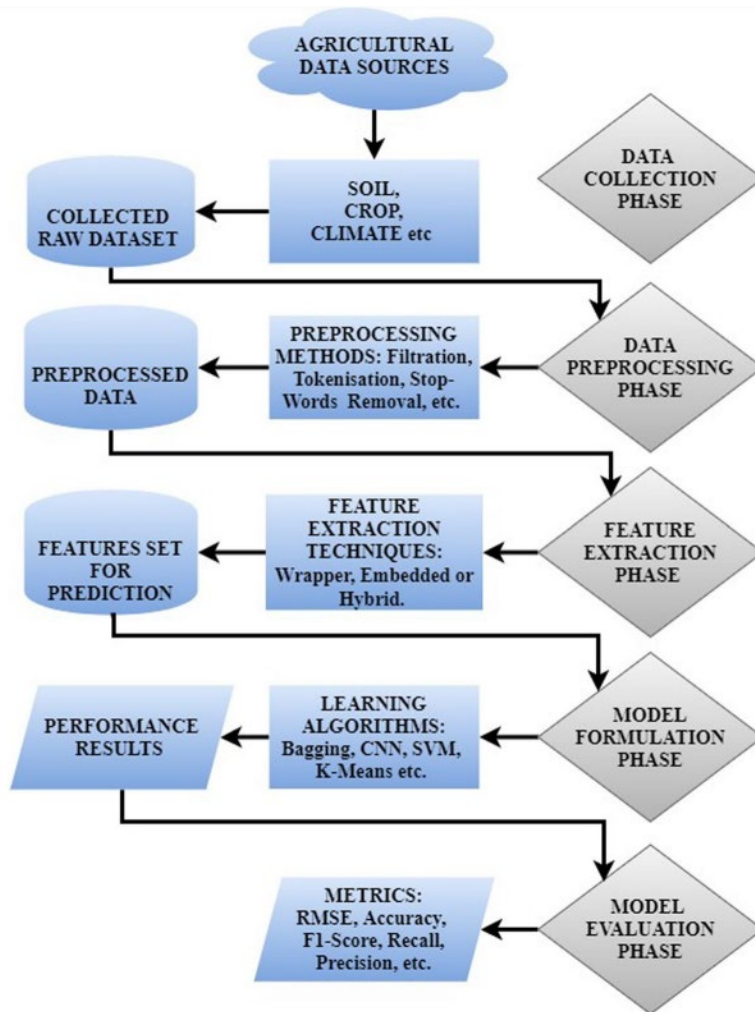 AGRICULTURAL
DATA SOURCES
DATA
COLLECTION
PHASE
SOIL,
CROP,
CLIMATE etc
COLLECTED
RAW DATASET
DATA
PREPROCESSING
PHASE
PREPROCESSING
METHODS: Filtration,
Tokenisation, Stop-
Words Removal, etc.
PREPROCESSED
DATA
FEATURE
EXTRACTION
PHASE
FEATURE
EXTRACTION
TECHNIQUES:
Wrapper, Embedded or
Hybrid.
FEATURES SET
FOR
PREDICTION
MODEL
FORMULATION
PHASE
LEARNING
ALGORITHMS:
Bagging, CNN, SVM,
K-Means etc.
PERFORMANCE
RESULTS
MODEL
EVALUATION
PHASE
METRICS:
RMSE, Accuracy,
F1-Score, Recall,
Precision, etc.